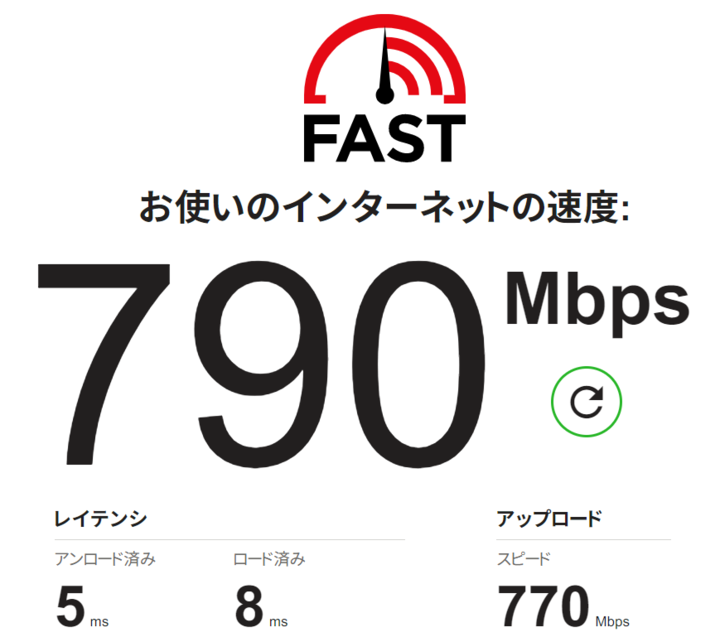 FAST
お使いのインターネットの速度:
790 Mbps
レイテンシ
アンロード済み ロード済み
5 ms 8 ms
アップロード
スピード
770 Mbps